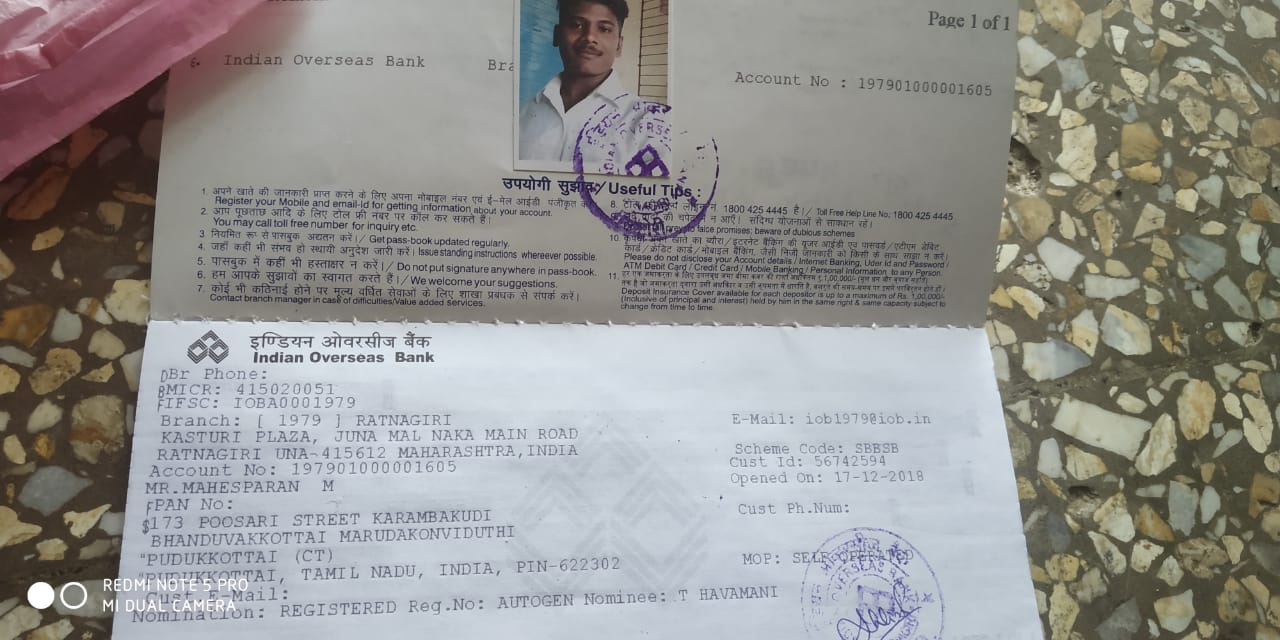 Page 1 of 1
6. Indian Overseas Bank
Account No : 197901000001605
उपयोगी सुझाव/Useful Tips :
1. अपने खाते की जानकारी प्राप्त करने के लिए अपना मोबाइल नंबर एवं ई-मेल आईडी पंजीकृत
Register your Mobile and email-id for getting information about your account.
2. आप पूछताछ आदि के लिए टोल फ्री नंबर पर कॉल कर सकते हैं।
You may call toll free number for inquiry etc.
3. नियमित रूप से पासबुक अद्यतन करें।/ Get pass-book updated regularly.
4. जहाँ कहीं भी संभव हो स्थायी अनुदेश जारी करें। Issue standing instructions whereever possible.
5. पासबुक में कहीं भी हस्ताक्षर न करें।/ Do not put signature anywhere in pass-book.
6. हम आपके सुझावों का स्वागत करते हैं।/We welcome your suggestions.
7. कोई भी कठिनाई होने पर मूल्य वर्धित सेवाओं के लिए शाखा प्रबंधक से संपर्क करें।
Contact branch manager in case of difficulties/Value added services.
8. 1800 425 4445 है।/ Toll Free Help Line No. 1800 425 4445
न आएँ। संदिग्ध योजनाओं से सावधान रहें।
prey to false promises; beware of dubious schemes
10. खाते का ब्यौरा/इंटरनेट बैंकिंग की यूजर आईडी एवं पासवर्ड/एटीएम डेबिट
कार्ड/क्रेडिट कार्ड/मोबाइल बैंकिंग, जैसी निजी जानकारी को किसी के साथ साझा न करें।
Please do not disclose your Account details / Internet Banking, Uder Id and Password /
ATM Debit Card / Credit Card / Mobile Banking / Personal information to any Person.
11.
Deposit Insurance Cover available for each depositor is up to a maximum of Rs. 1,00,000/-
(Inclusive of principal and interest) held by him in the same right & same capacity subject to
change from time to time.
इण्डियन ओवरसीज बैंक
Indian Overseas Bank
Br Phone:
MICR: 415020051
IFSC: IOBA0001979
Branch: [ 1979 ] RATNAGIRI
E-Mail: iob1979@iob.in
KASTURI PLAZA, JUNA MAL NAKA MAIN ROAD
RATNAGIRI UNA-415612 MAHARASHTRA,INDIA
Scheme Code: SBBSB
Account No: 197901000001605
Cust Id: 56742594
MR.MAHESPARAN M
Opened On: 17-12-2018
PAN No:
173 POOSARI STREET KARAMBAKUDI
Cust Ph.Num:
BHANDUVAKKOTTAI MARUDAKONVIDUTHI
PUDUKKOTTAI (CT)
MOP: SELF OPERATED
PUDUKKOTTAI, TAMIL NADU, INDIA, PIN-622302
Cust E-Mail:
Nomination: REGISTERED Reg.No: AUTOGEN Nominee: T HAVAMANI
REDMI NOTE 5 PRO
MI DUAL CAMERA